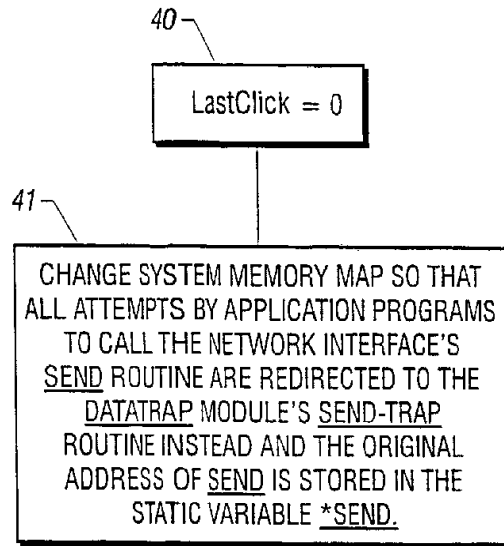 40
LastClick = 0
41
CHANGE SYSTEM MEMORY MAP SO THAT
ALL ATTEMPTS BY APPLICATION PROGRAMS
TO CALL THE NETWORK INTERFACE'S
SEND ROUTINE ARE REDIRECTED TO THE
DATATRAP MODULE'S SEND-TRAP
ROUTINE INSTEAD AND THE ORIGINAL
ADDRESS OF SEND IS STORED IN THE
STATIC VARIABLE *SEND.